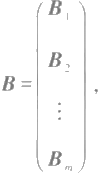 B₁
B₂
B = ⋮ ,
Bₘ